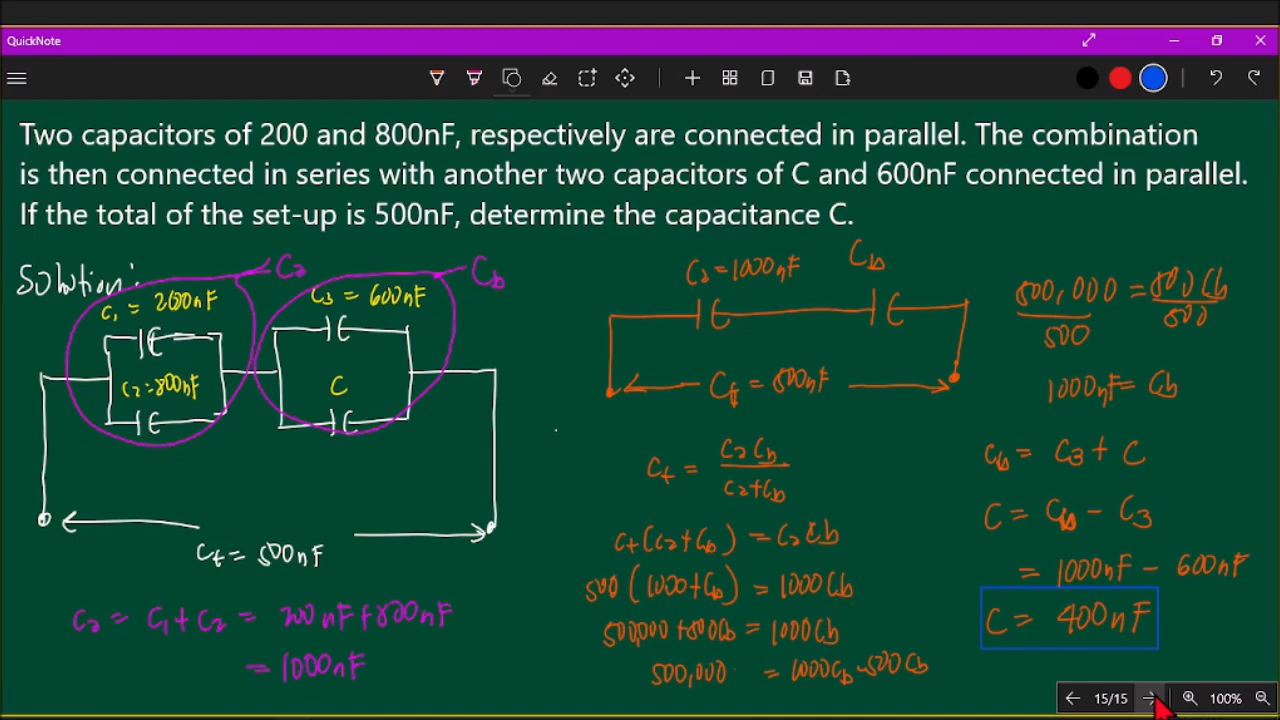 QuickNote
Two capacitors of 200 and 800nF, respectively are connected in parallel. The combination
is then connected in series with another two capacitors of C and 600nF connected in parallel.
If the total of the set-up is 500nF, determine the capacitance C.
Solution:
Ca
Cb
C1 = 200nF
C3 = 600nF
C2 = 800nF
C
Ct = 500nF
Ca = C1 + C2 = 200nF + 800nF
= 1000nF
Ca = 1000nF
Cb
Ct = 500nF
Ct = CaCb / Ca+Cb
Ct(Ca+Cb) = CaCb
500(1000+Cb) = 1000Cb
500,000 + 500Cb = 1000Cb
500,000 = 1000Cb - 500Cb
500,000 / 500 = 500Cb / 500
1000nF = Cb
Cb = C3 + C
C = Cb - C3
= 1000nF - 600nF
C = 400nF
15/15
100%